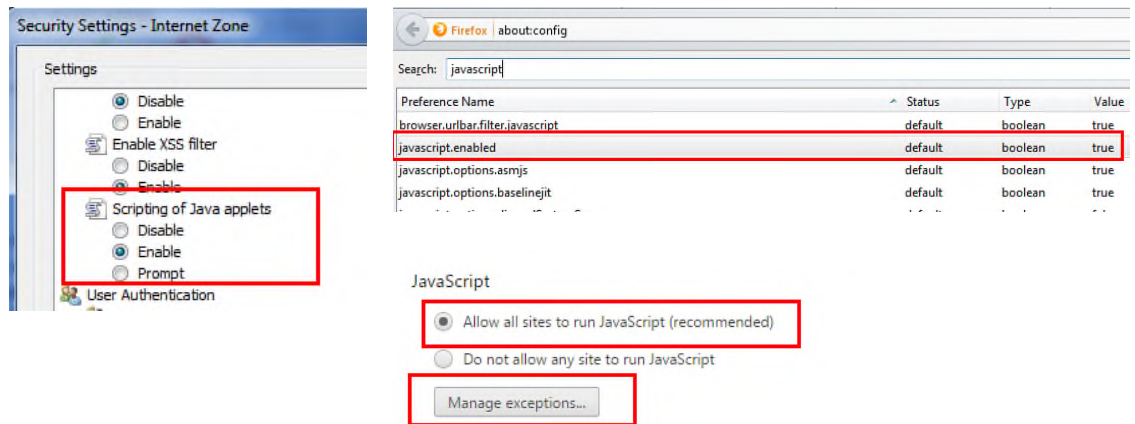 Security Settings - Internet Zone
Settings
Disable
Enable
Enable XSS filter
Disable
Enable
Scripting of Java applets
Disable
Enable
Prompt
User Authentication
Firefox about:config
Search: javascript
Preference Name Status Type Value
browser.urlbar.filter.javascript default boolean true
javascript.enabled default boolean true
javascript.options.asmjs default boolean true
javascript.options.baselinejit default boolean true
JavaScript
Allow all sites to run JavaScript (recommended)
Do not allow any site to run JavaScript
Manage exceptions...